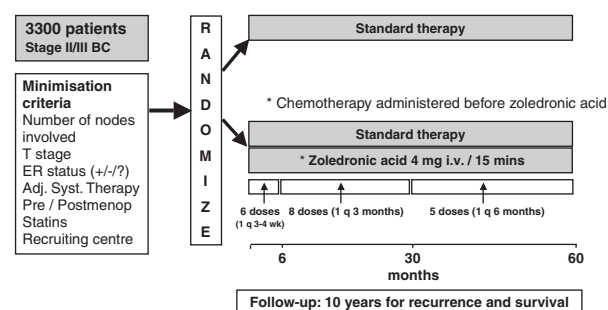 3300 patients
Stage II/III BC
Minimisation
criteria
Number of nodes
involved
T stage
ER status (+/-/?)
Adj. Syst. Therapy
Pre / Postmenop
Statins
Recruiting centre
R
A
N
D
O
M
I
Z
E
Standard therapy
* Chemotherapy administered before zoledronic acid
Standard therapy
* Zoledronic acid 4 mg i.v. / 15 mins
6 doses
(1 q 3-4 wk)
8 doses (1 q 3 months)
5 doses (1 q 6 months)
6 30 60
months
Follow-up: 10 years for recurrence and survival